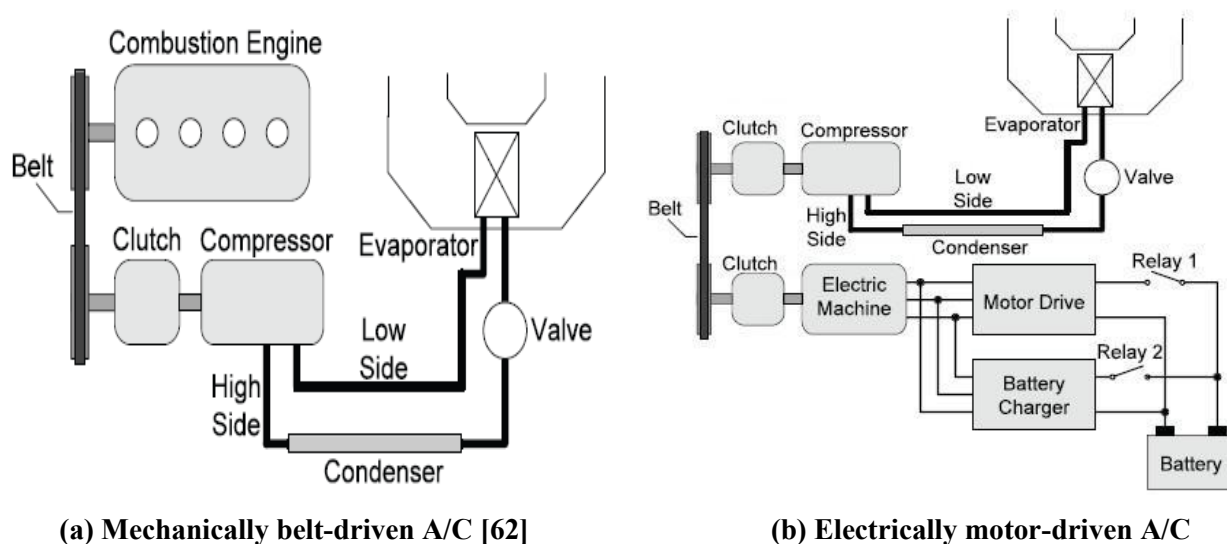 Combustion Engine
Belt
Clutch
Compressor
Evaporator
Low
Side
Valve
High
Side
Condenser
(a) Mechanically belt-driven A/C [62]
Clutch
Compressor
Evaporator
Low
Side
Valve
Belt
High
Side
Condenser
Clutch
Electric
Machine
Motor Drive
Relay 1
Relay 2
Battery
Charger
Battery
(b) Electrically motor-driven A/C